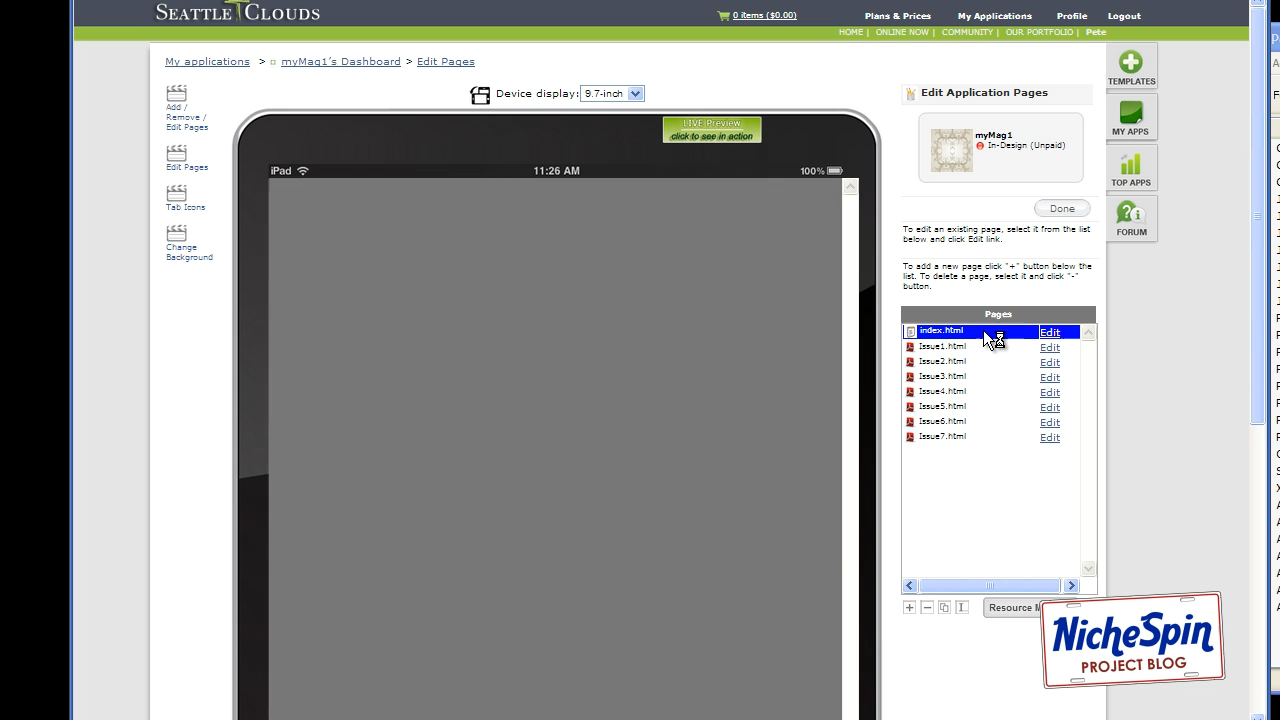 SEATTLE CLOUDS
0 items ($0.00)
Plans & Prices
My Applications
Profile
Logout
HOME | ONLINE NOW | COMMUNITY | OUR PORTFOLIO | Pete
My applications > myMag1's Dashboard > Edit Pages
Add /
Remove /
Edit Pages
Edit Pages
Tab Icons
Change
Background
Device display: 9.7-inch
LIVE Preview
click to see in action
iPad
11:26 AM
100%
Edit Application Pages
myMag1
In-Design (Unpaid)
Done
To edit an existing page, select it from the list
below and click Edit link.
To add a new page click "+" button below the
list. To delete a page, select it and click "-"
button.
Pages
index.html Edit
Issue1.html Edit
Issue2.html Edit
Issue3.html Edit
Issue4.html Edit
Issue5.html Edit
Issue6.html Edit
Issue7.html Edit
Resource M
TEMPLATES
MY APPS
TOP APPS
FORUM
NicheSpin
PROJECT BLOG